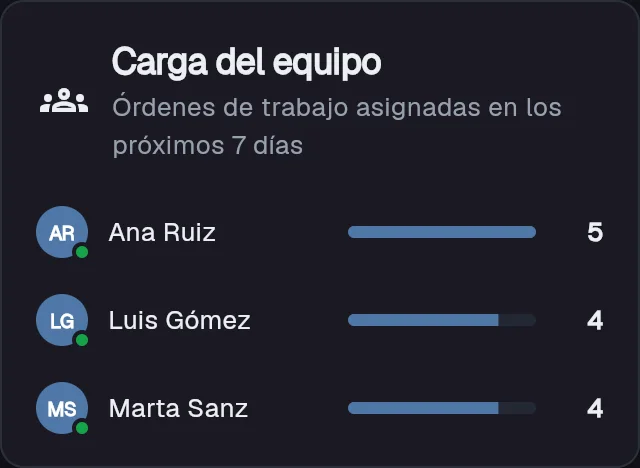 Carga del equipo
Órdenes de trabajo asignadas en los
próximos 7 días
AR Ana Ruiz 5
LG Luis Gómez 4
MS Marta Sanz 4